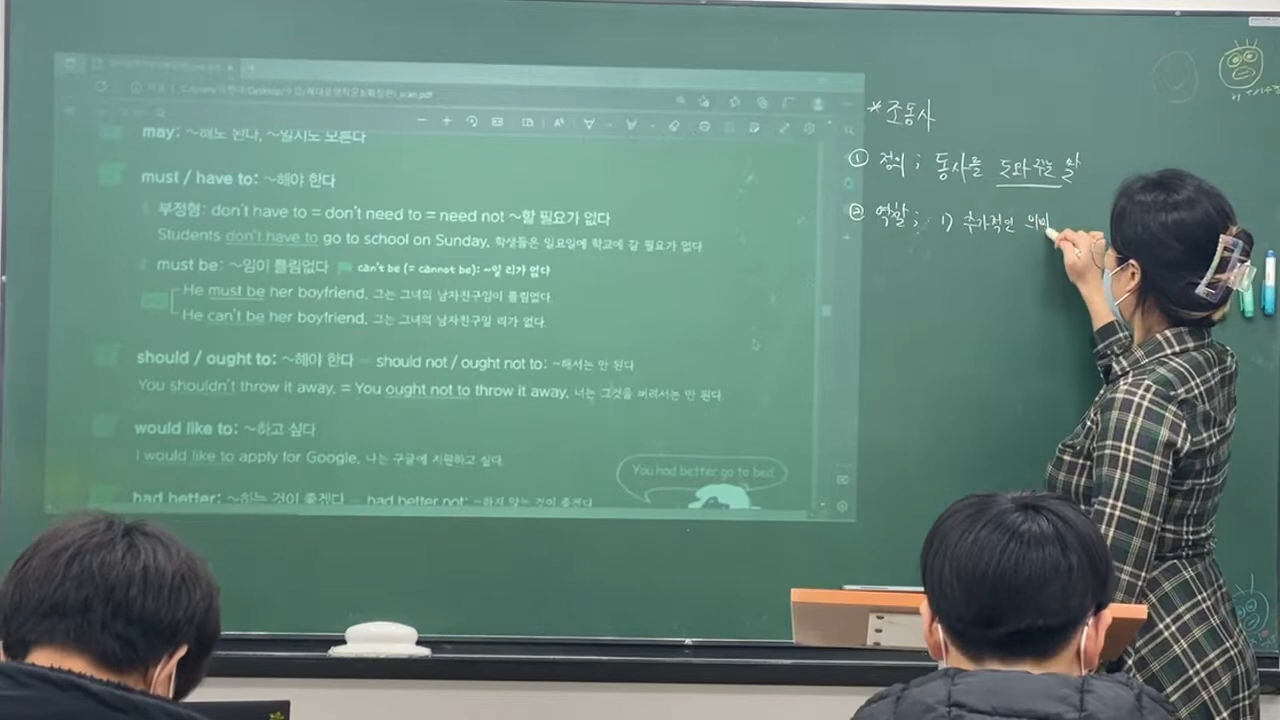 may: ~해도 된다, ~일지도 모른다
must / have to: ~해야 한다
부정형: don't have to = don't need to = need not ~할 필요가 없다
Students don't have to go to school on Sunday. 학생들은 일요일에 학교에 갈 필요가 없다
must be: ~임이 틀림없다 can't be (= cannot be): ~일 리가 없다
He must be her boyfriend. 그는 그녀의 남자친구임이 틀림없다.
He can't be her boyfriend. 그는 그녀의 남자친구일 리가 없다.
should / ought to: ~해야 한다 – should not / ought not to: ~해서는 안 된다
You shouldn't throw it away. = You ought not to throw it away. 너는 그것을 버려서는 안 된다.
would like to: ~하고 싶다
I would like to apply for Google. 나는 구글에 지원하고 싶다.
You had better go to bed.
had better: ~하는 것이 좋겠다 – had better not: ~하지 않는 것이 좋겠다
*조동사
① 정의 ; 동사를 도와주는 말
② 역할 ; 1) 추가적인 의미